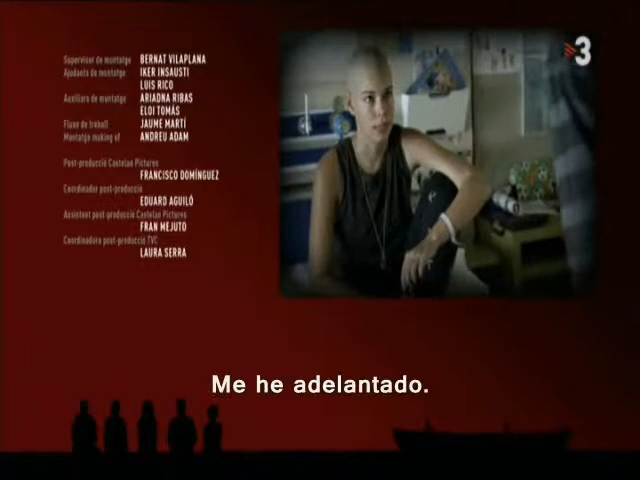 3
Supervisor de muntatge BERNAT VILAPLANA
Ajudants de muntatge IKER INSAUSTI
LUIS RICO
Auxiliars de muntatge ARIADNA RIBAS
ELOI TOMÁS
Fluxe de treball JAUME MARTÍ
Muntatge making of ANDREU ADAM
Post-producció Castelao Pictures
FRANCISCO DOMÍNGUEZ
Coordinador post-producció
EDUARD AGUILÓ
Assistent post-producció Castelao Pictures
FRAN MEJUTO
Coordinadora post-producció TVC
LAURA SERRA
Me he adelantado.